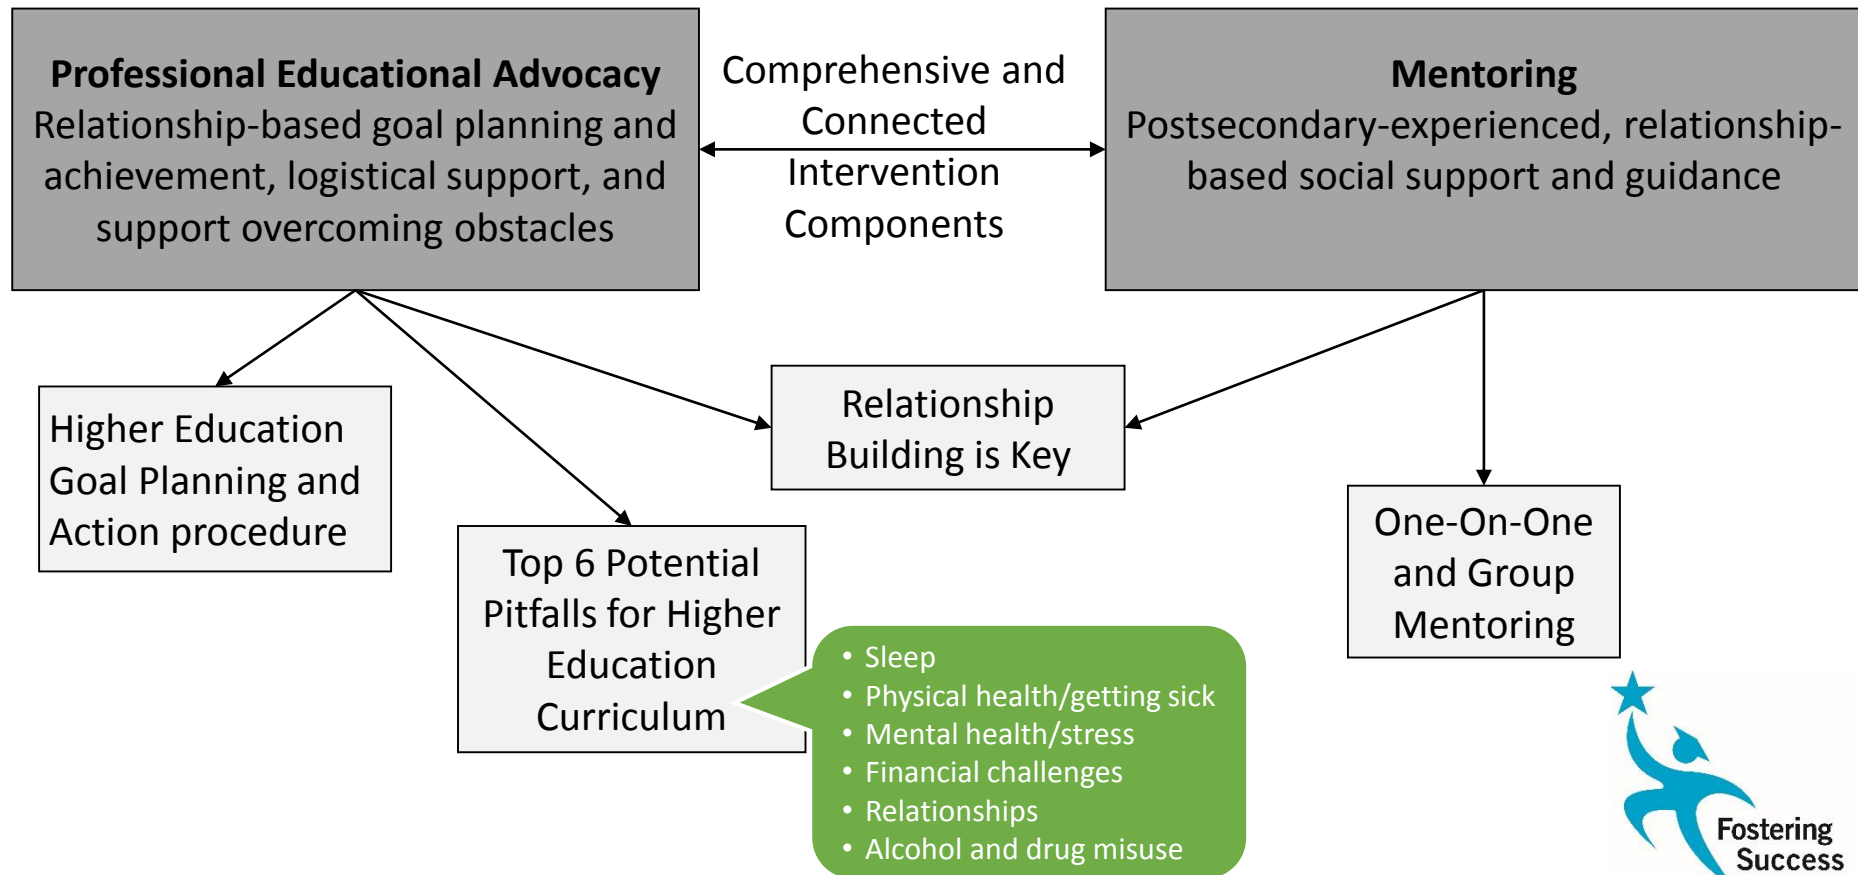 Professional Educational Advocacy
Relationship-based goal planning and
achievement, logistical support, and
support overcoming obstacles
Comprehensive and
Connected
Intervention
Components
Mentoring
Postsecondary-experienced, relationship-
based social support and guidance
Higher Education
Goal Planning and
Action procedure
Top 6 Potential
Pitfalls for Higher
Education
Curriculum
Relationship
Building is Key
One-On-One
and Group
Mentoring
• Sleep
• Physical health/getting sick
• Mental health/stress
• Financial challenges
• Relationships
• Alcohol and drug misuse
Fostering
Success